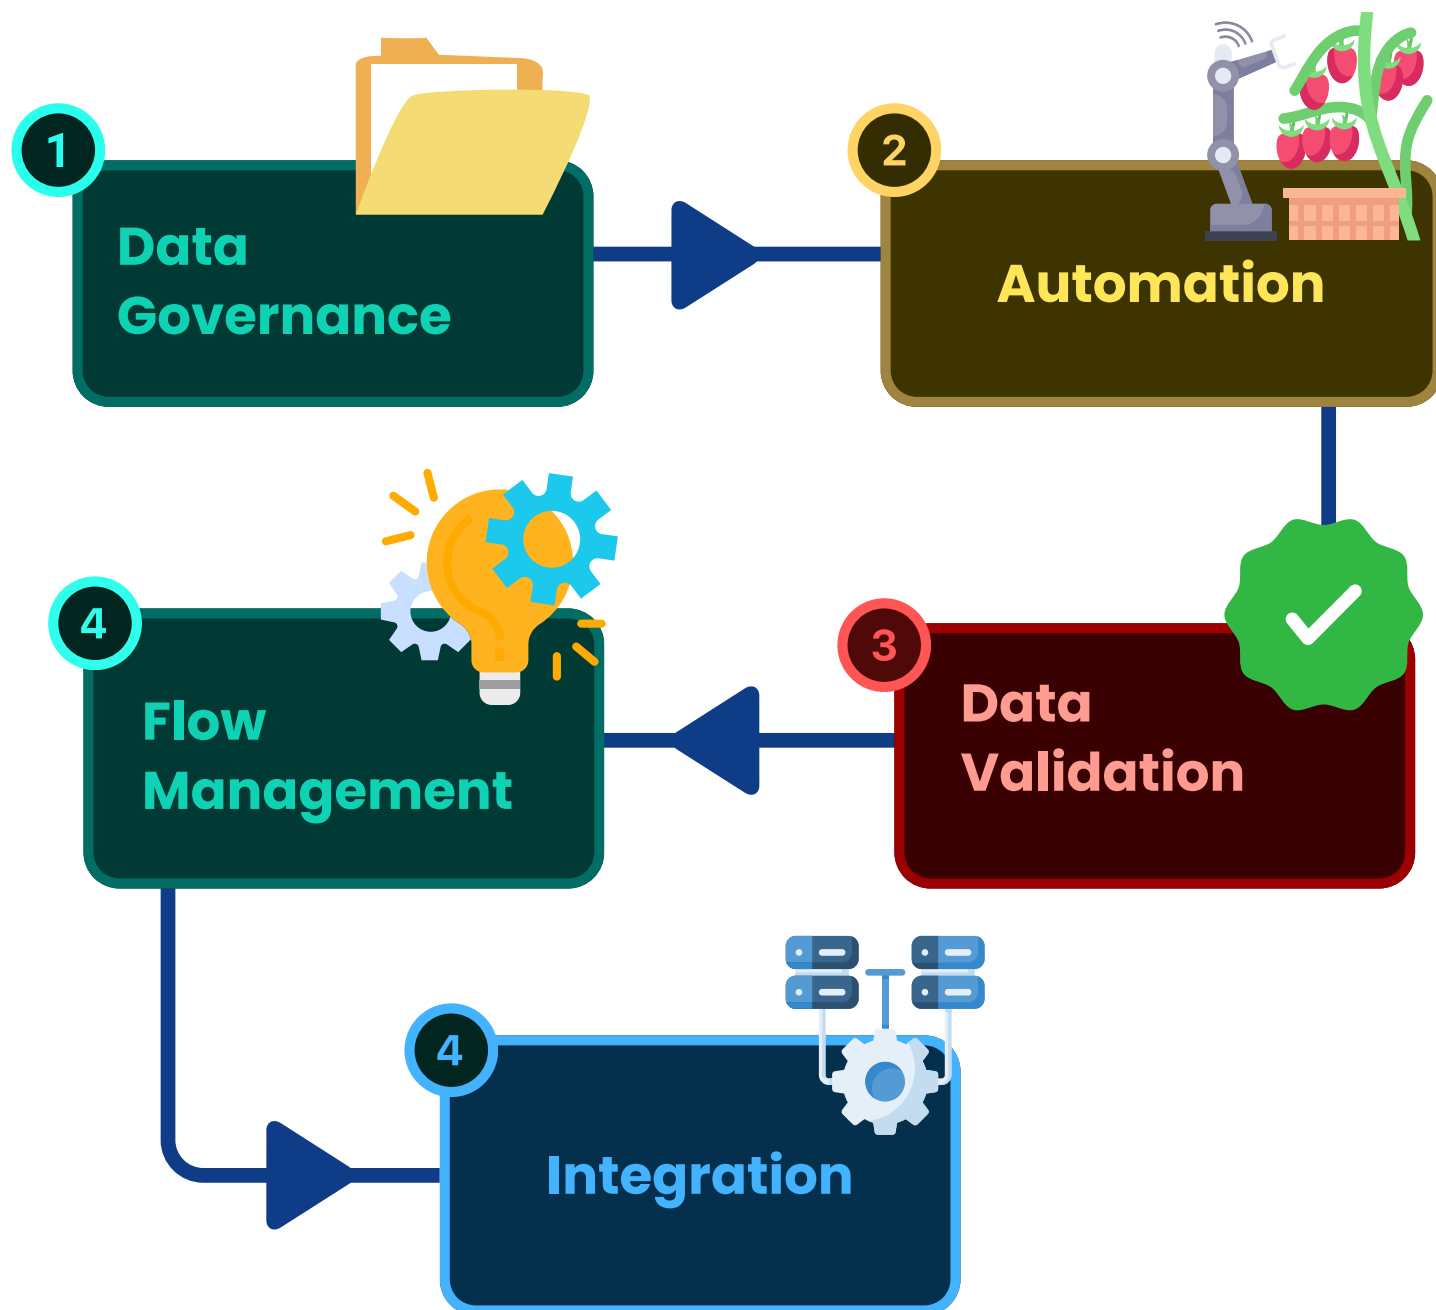 1
Data
Governance
2
Automation
3
Data
Validation
4
Flow
Management
4
Integration